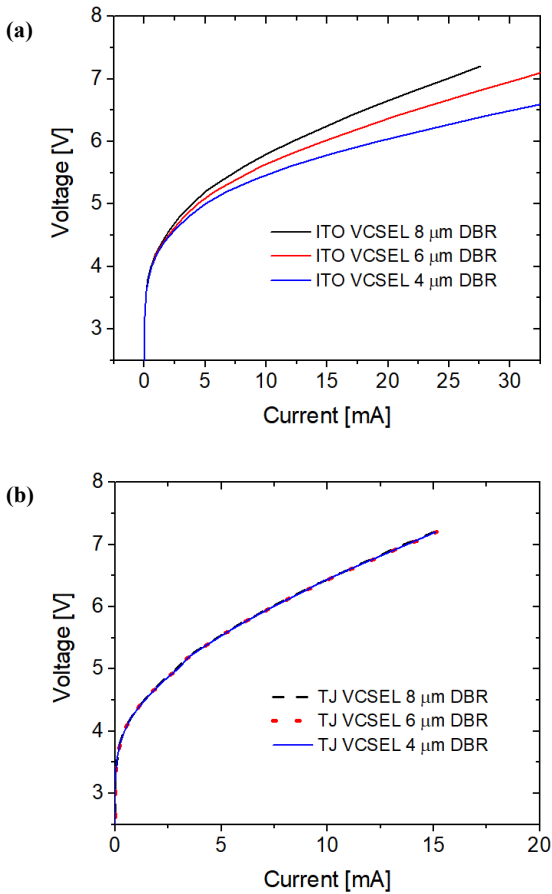 (a)
8
7
6
5
4
3
Voltage [V]
ITO VCSEL 8 μm DBR
ITO VCSEL 6 μm DBR
ITO VCSEL 4 μm DBR
0 5 10 15 20 25 30
Current [mA]
(b)
8
7
6
5
4
3
Voltage [V]
TJ VCSEL 8 μm DBR
TJ VCSEL 6 μm DBR
TJ VCSEL 4 μm DBR
0 5 10 15 20
Current [mA]